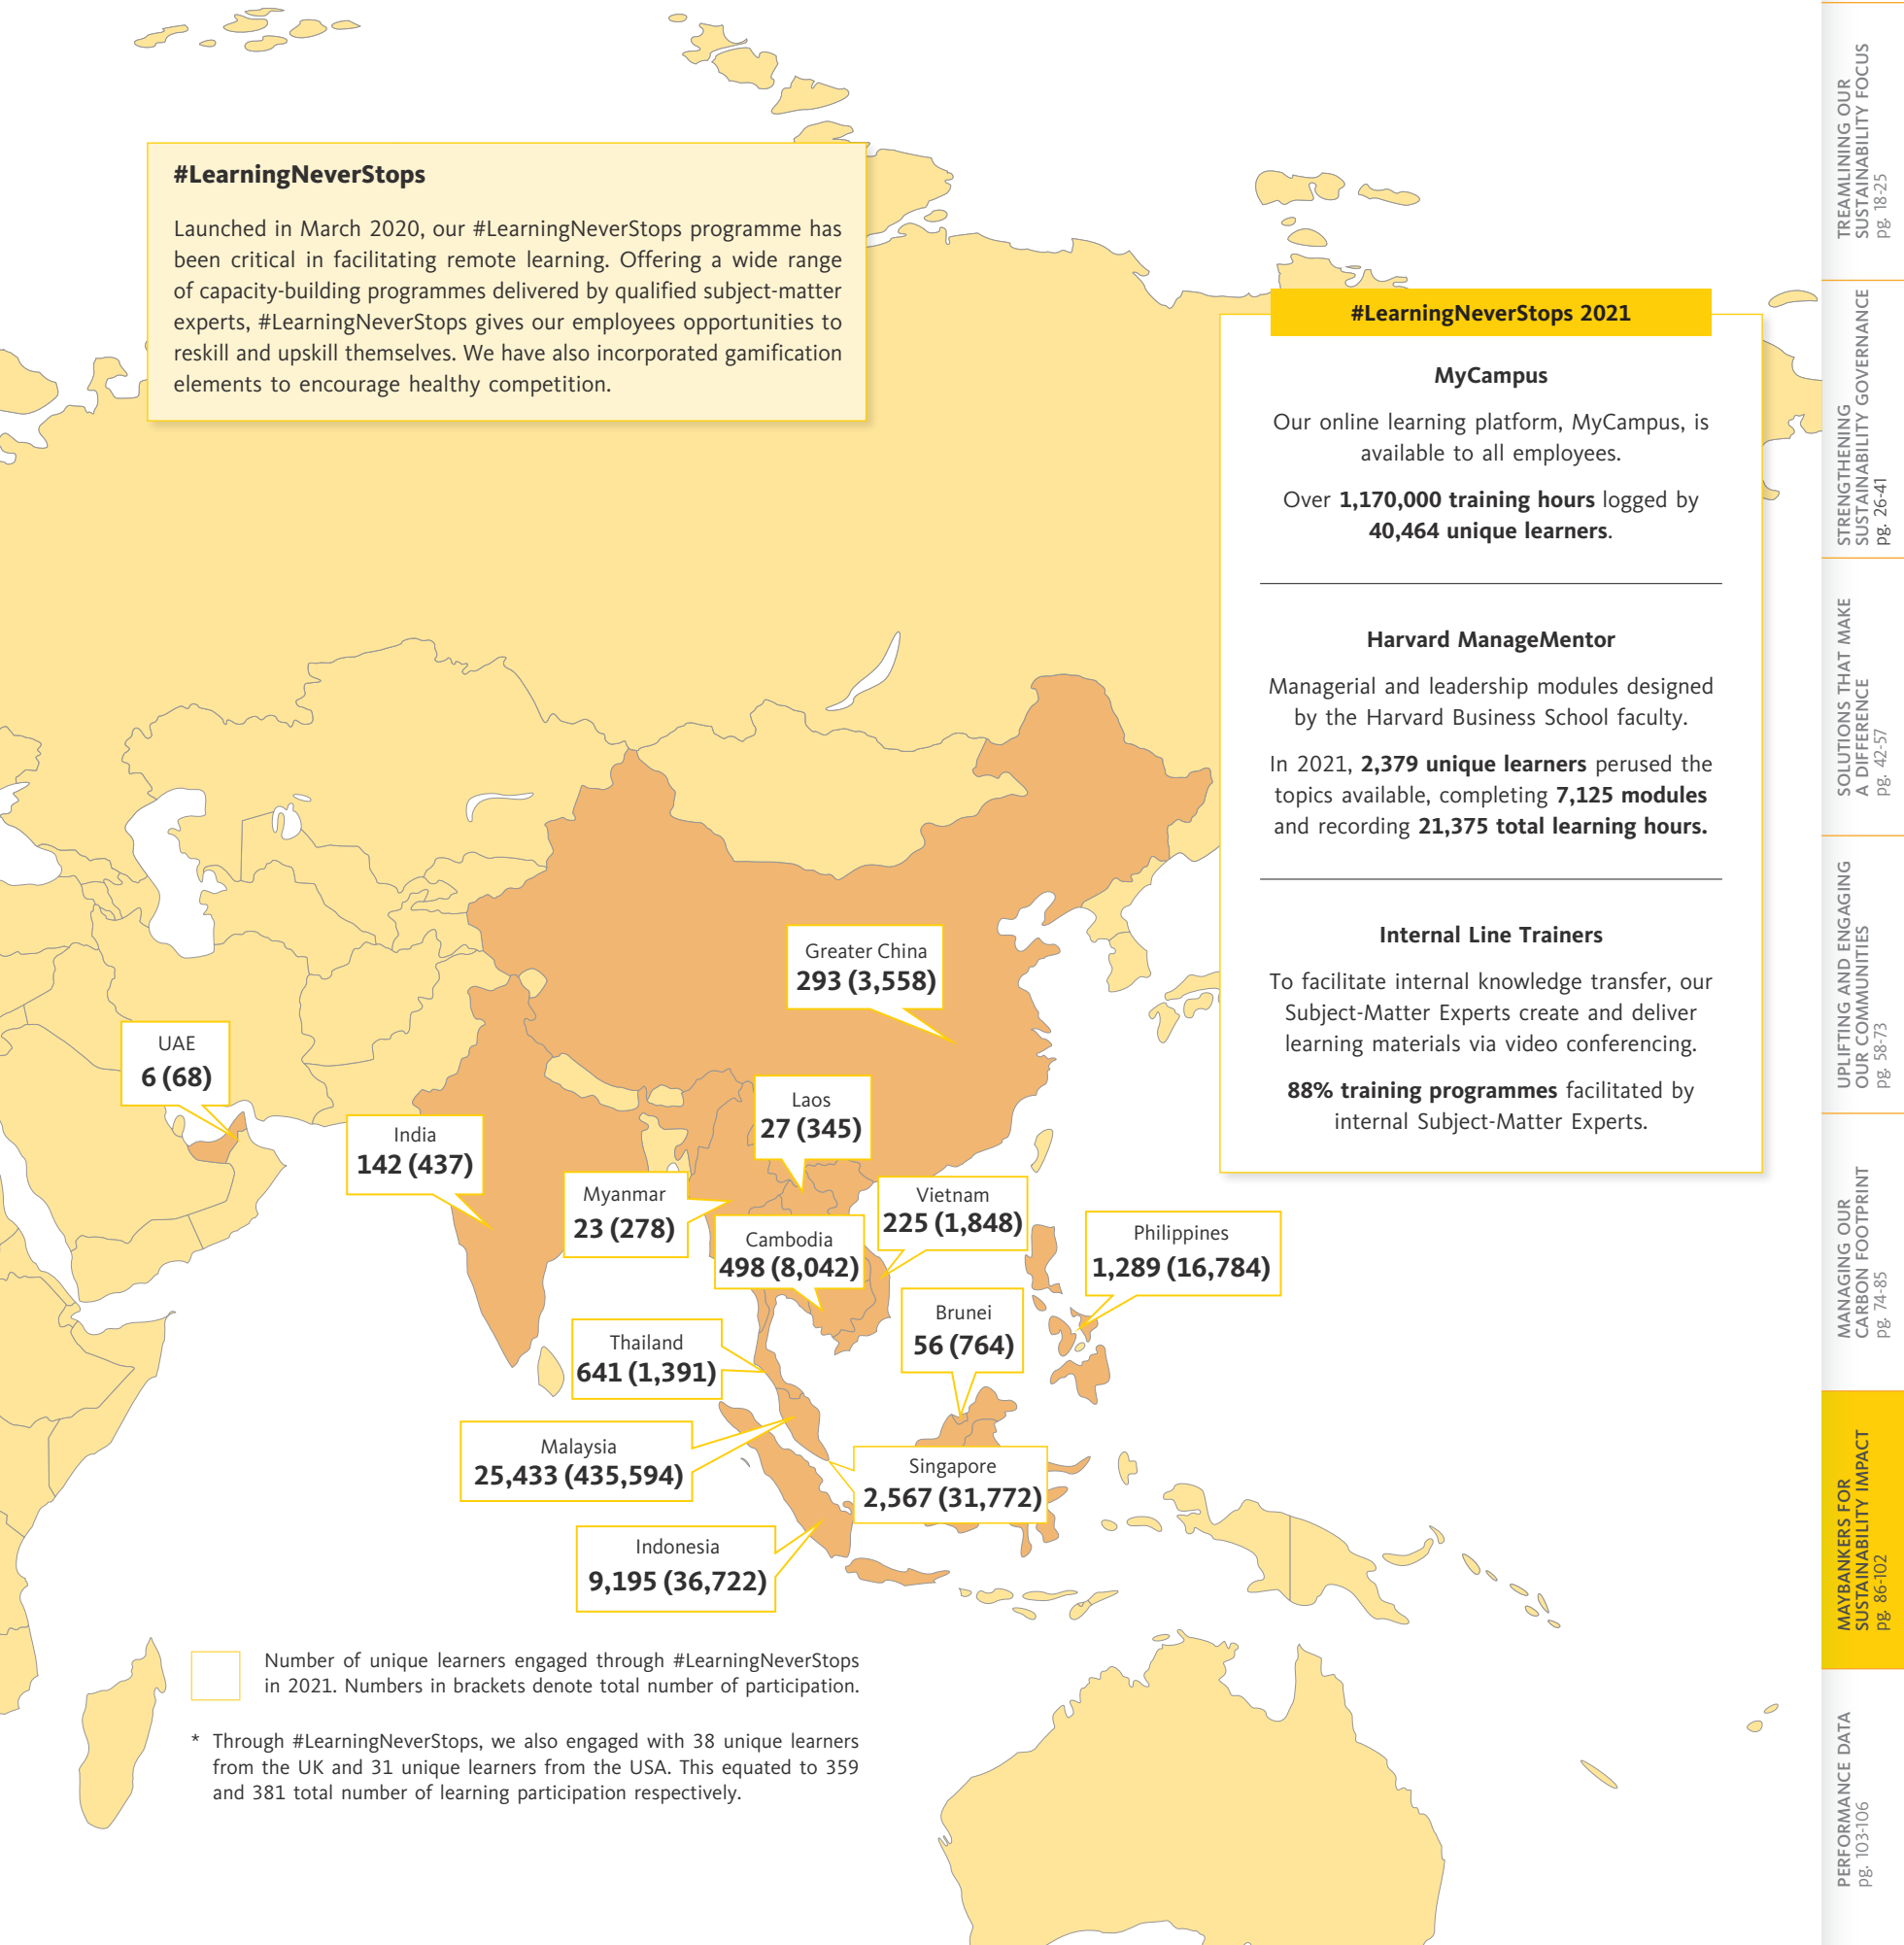 #LearningNeverStops
Launched in March 2020, our #LearningNeverStops programme has
been critical in facilitating remote learning. Offering a wide range
of capacity-building programmes delivered by qualified subject-matter
experts, #LearningNeverStops gives our employees opportunities to
reskill and upskill themselves. We have also incorporated gamification
elements to encourage healthy competition.
#LearningNeverStops 2021
MyCampus
Our online learning platform, MyCampus, is
available to all employees.
Over 1,170,000 training hours logged by
40,464 unique learners.
Harvard ManageMentor
Managerial and leadership modules designed
by the Harvard Business School faculty.
In 2021, 2,379 unique learners perused the
topics available, completing 7,125 modules
and recording 21,375 total learning hours.
Internal Line Trainers
To facilitate internal knowledge transfer, our
Subject-Matter Experts create and deliver
learning materials via video conferencing.
88% training programmes facilitated by
internal Subject-Matter Experts.
Greater China
293 (3,558)
UAE
6 (68)
Laos
27 (345)
India
142 (437)
Myanmar
23 (278)
Vietnam
225 (1,848)
Cambodia
498 (8,042)
Philippines
1,289 (16,784)
Brunei
56 (764)
Thailand
641 (1,391)
Malaysia
25,433 (435,594)
Singapore
2,567 (31,772)
Indonesia
9,195 (36,722)
Number of unique learners engaged through #LearningNeverStops
in 2021. Numbers in brackets denote total number of participation.
* Through #LearningNeverStops, we also engaged with 38 unique learners
from the UK and 31 unique learners from the USA. This equated to 359
and 381 total number of learning participation respectively.
TREAMLINING OUR
SUSTAINABILITY FOCUS
pg. 18-25
STRENGTHENING
SUSTAINABILITY GOVERNANCE
pg. 26-41
SOLUTIONS THAT MAKE
A DIFFERENCE
pg. 42-57
UPLIFTING AND ENGAGING
OUR COMMUNITIES
pg. 58-73
MANAGING OUR
CARBON FOOTPRINT
pg. 74-85
MAYBANKERS FOR
SUSTAINABILITY IMPACT
pg. 86-102
PERFORMANCE DATA
pg. 103-106